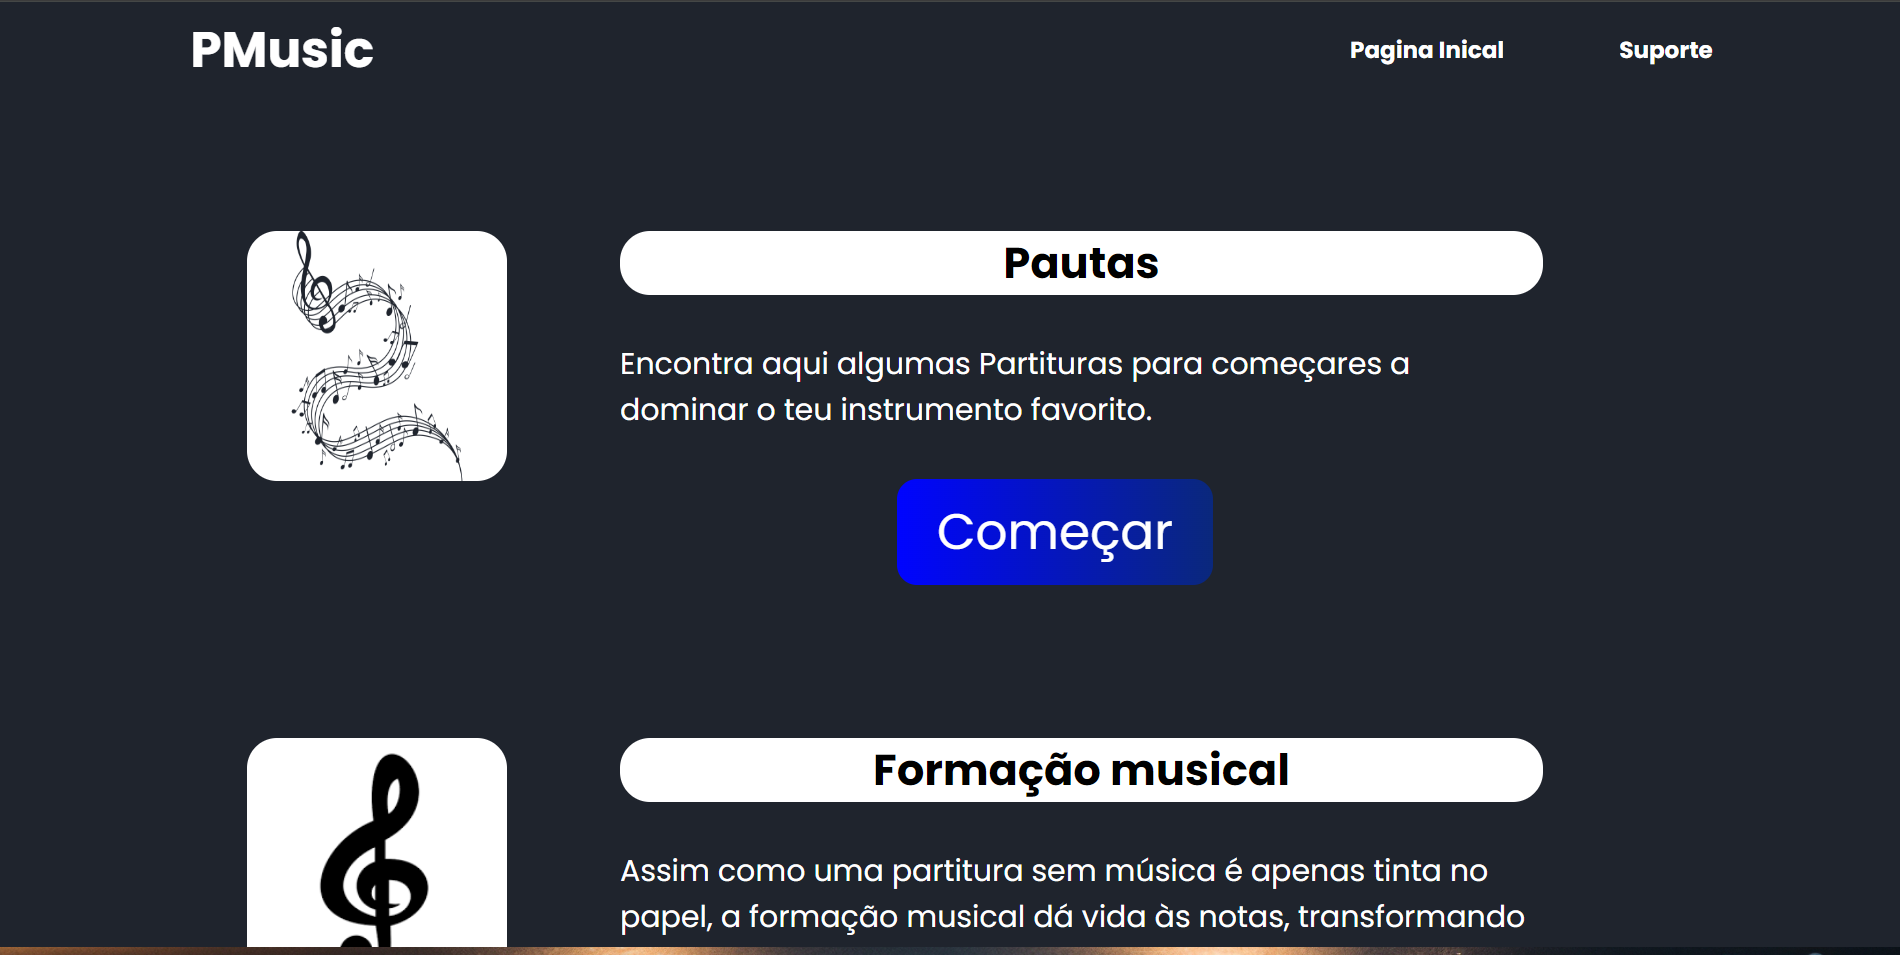 PMusic
Pagina Inical
Suporte
Pautas
Encontra aqui algumas Partituras para começares a
dominar o teu instrumento favorito.
Começar
Formação musical
Assim como uma partitura sem música é apenas tinta no
papel, a formação musical dá vida às notas, transformando